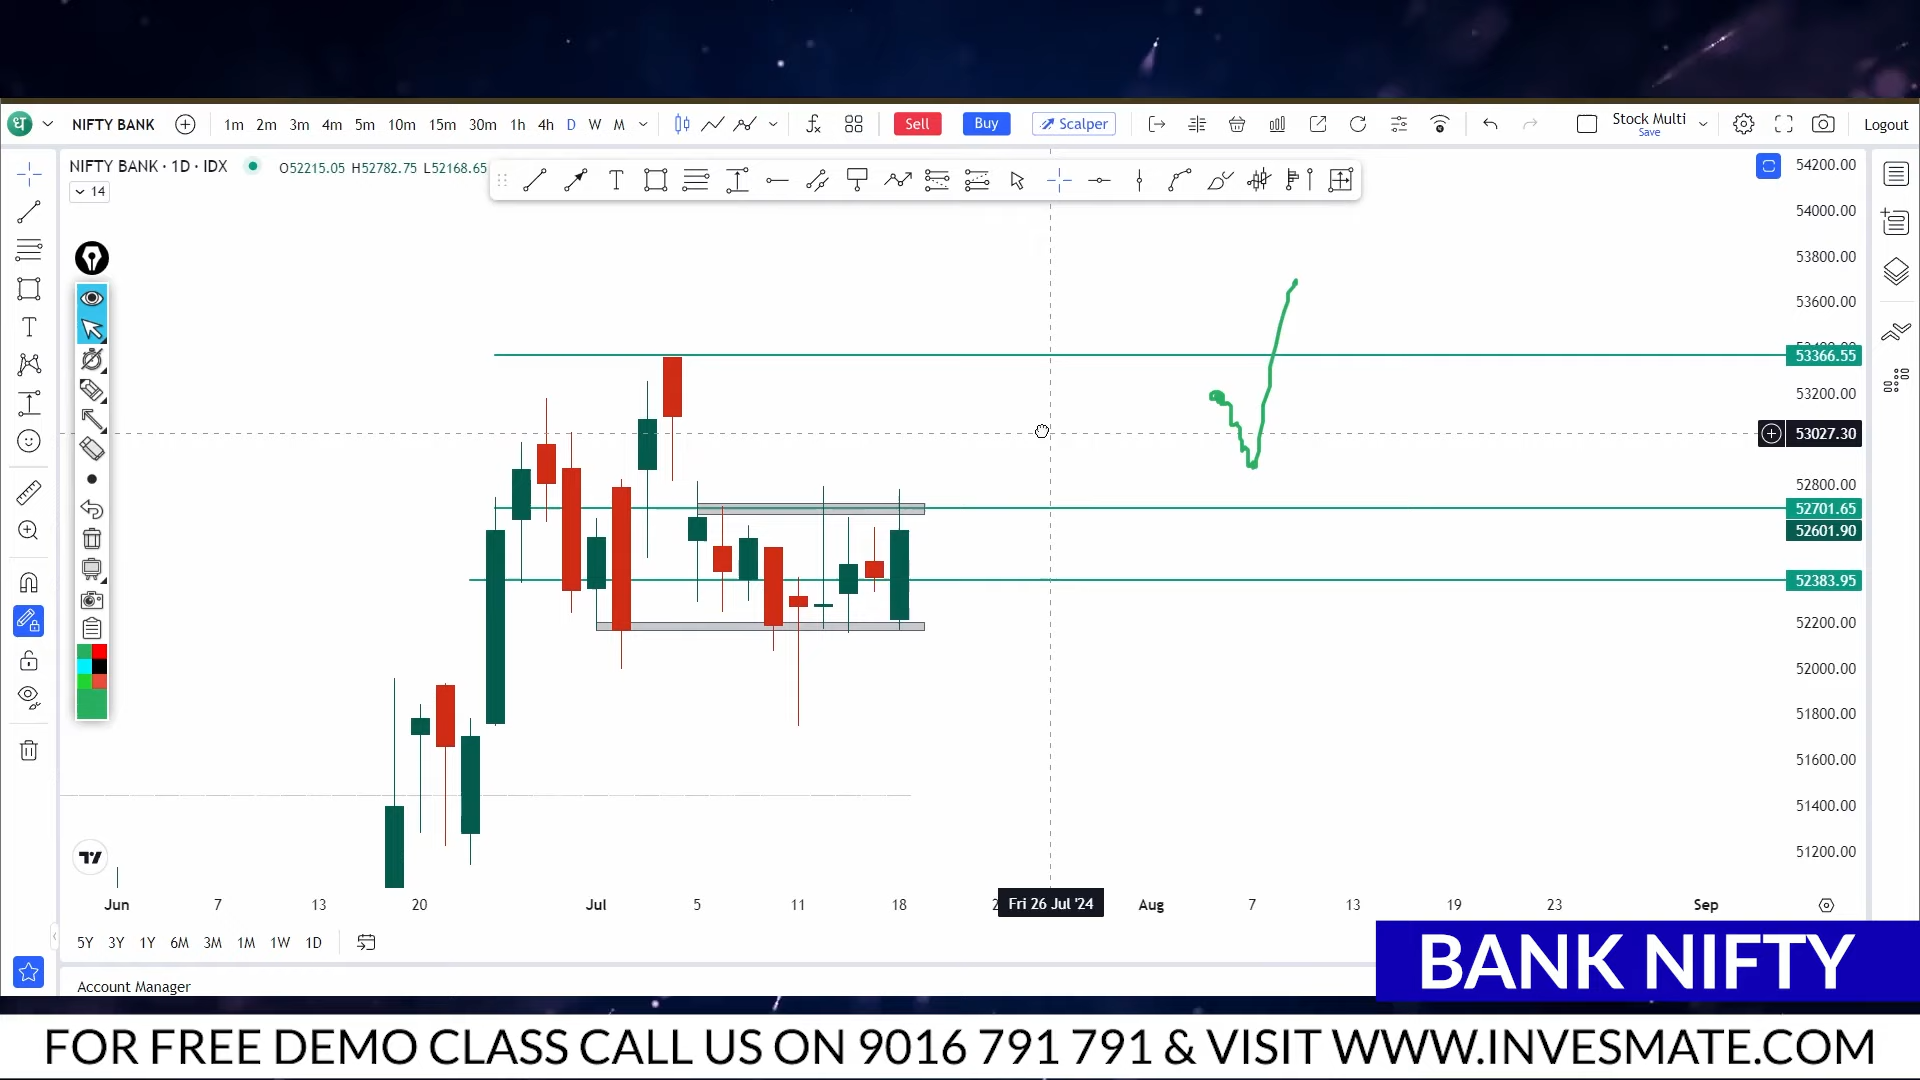 ध
NIFTY BANK
1m 2m 3m 4m 5m 10m 15m 30m 1h 4h D W M
Sell
Buy
Scalper
Stock Multi
Save
Logout
NIFTY BANK · 1D · IDX
O52215.05 H52782.75 L52168.65
14
54200.00
54000.00
53800.00
53600.00
53366.55
53200.00
53027.30
52800.00
52701.65
52601.90
52383.95
52200.00
52000.00
51800.00
51600.00
51400.00
51200.00
Jun 7 13 20 Jul 5 11 18 Fri 26 Jul '24 Aug 7 13 19 23 Sep
5Y 3Y 1Y 6M 3M 1M 1W 1D
Account Manager
BANK NIFTY
FOR FREE DEMO CLASS CALL US ON 9016 791 791 & VISIT WWW.INVESMATE.COM